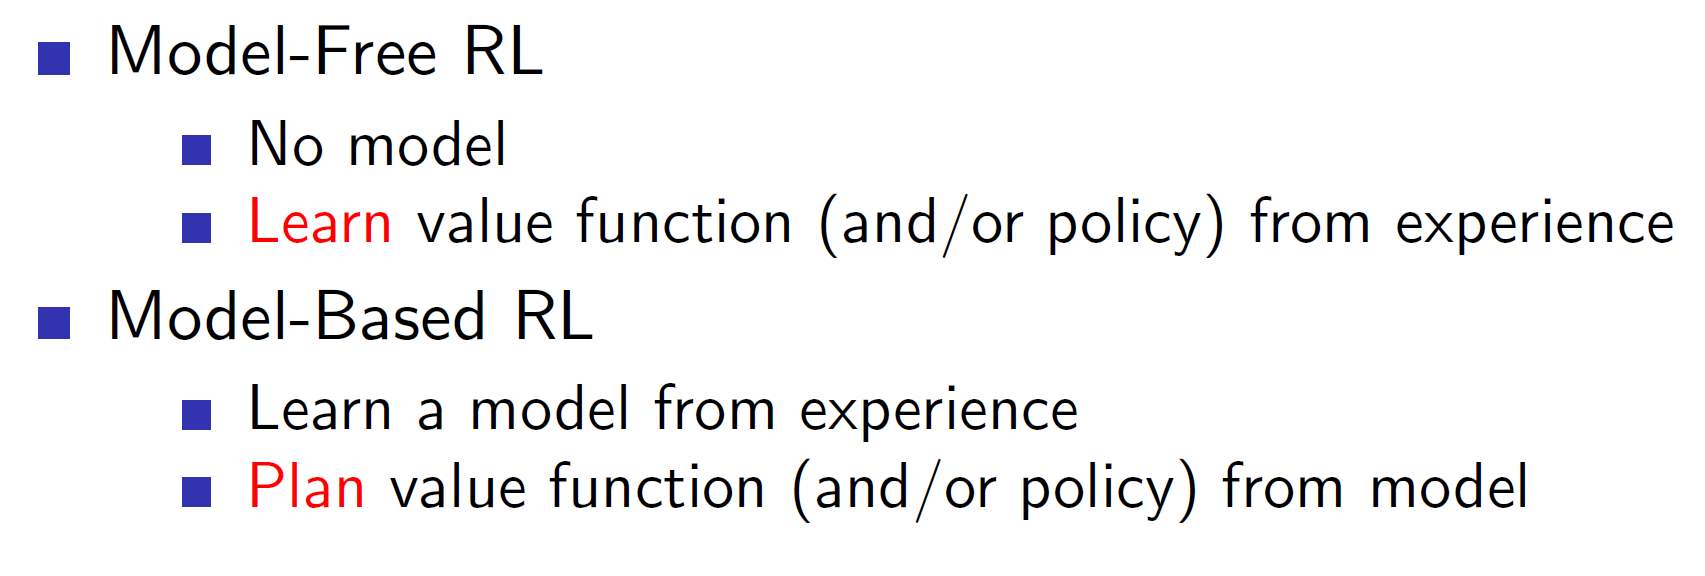 Model-Free RL
No model
Learn value function (and/or policy) from experience
Model-Based RL
Learn a model from experience
Plan value function (and/or policy) from model